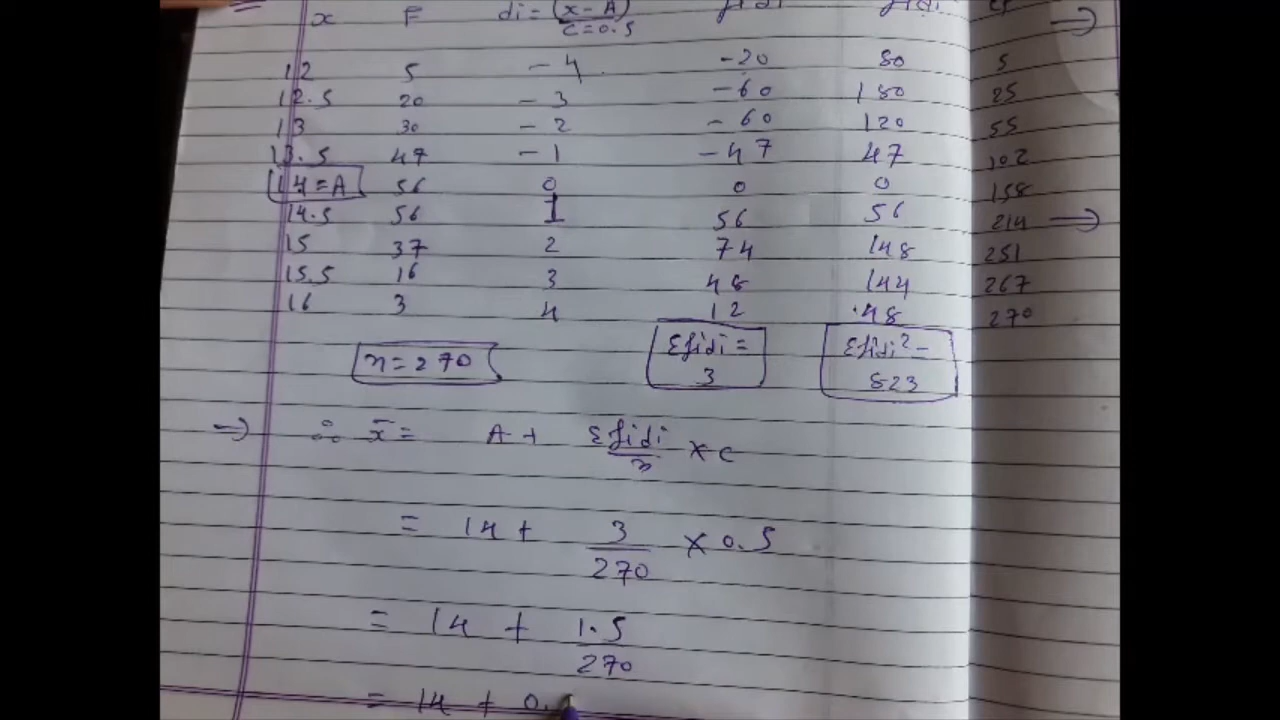 x F di = (x - A) fidi fidi cf
C = 0.5 ⇒
12 5 - 4 - 20 80 5
12.5 20 - 3 - 60 180 25
13 30 - 2 - 60 120 55
13.5 47 - 1 - 47 47 102
14 = A 56 0 0 0 158
14.5 56 1 56 56 214 ⇒
15 37 2 74 148 251
15.5 16 3 48 144 267
16 3 4 12 48 270
n = 270 Σfidi = 3 Σfidi² = 823
⇒ ∴ x̄ = A + Σfidi/n × C
= 14 + 3/270 × 0.5
= 14 + 1.5/270
= 14 + 0.